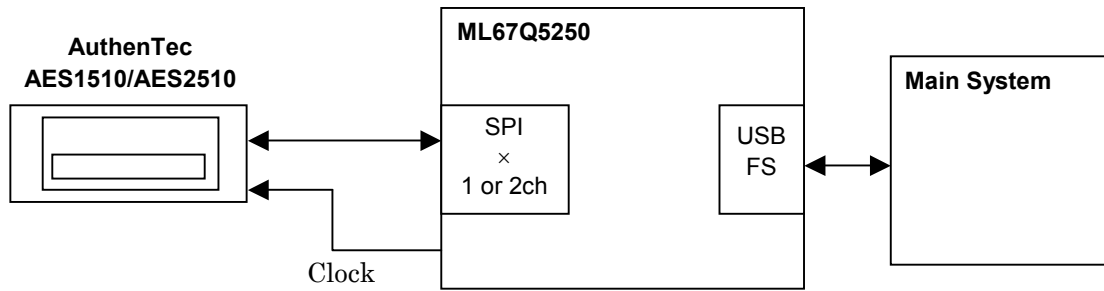 AuthenTec
AES1510/AES2510
ML67Q5250
SPI
×
1 or 2ch
USB
FS
Main System
Clock